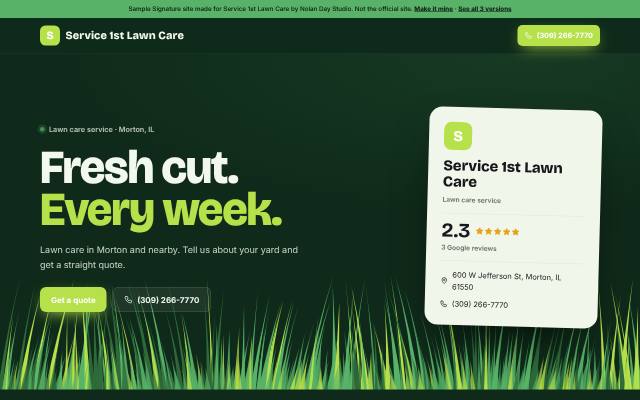 Sample Signature site made for Service 1st Lawn Care by Nolan Day Studio. Not the official site. Make it mine · See all 3 versions
S Service 1st Lawn Care
(309) 266-7770
Lawn care service · Morton, IL
Fresh cut.
Every week.
Lawn care in Morton and nearby. Tell us about your yard and
get a straight quote.
Get a quote
(309) 266-7770
S
Service 1st Lawn
Care
Lawn care service
2.3 ★★★★★
3 Google reviews
600 W Jefferson St, Morton, IL
61550
(309) 266-7770